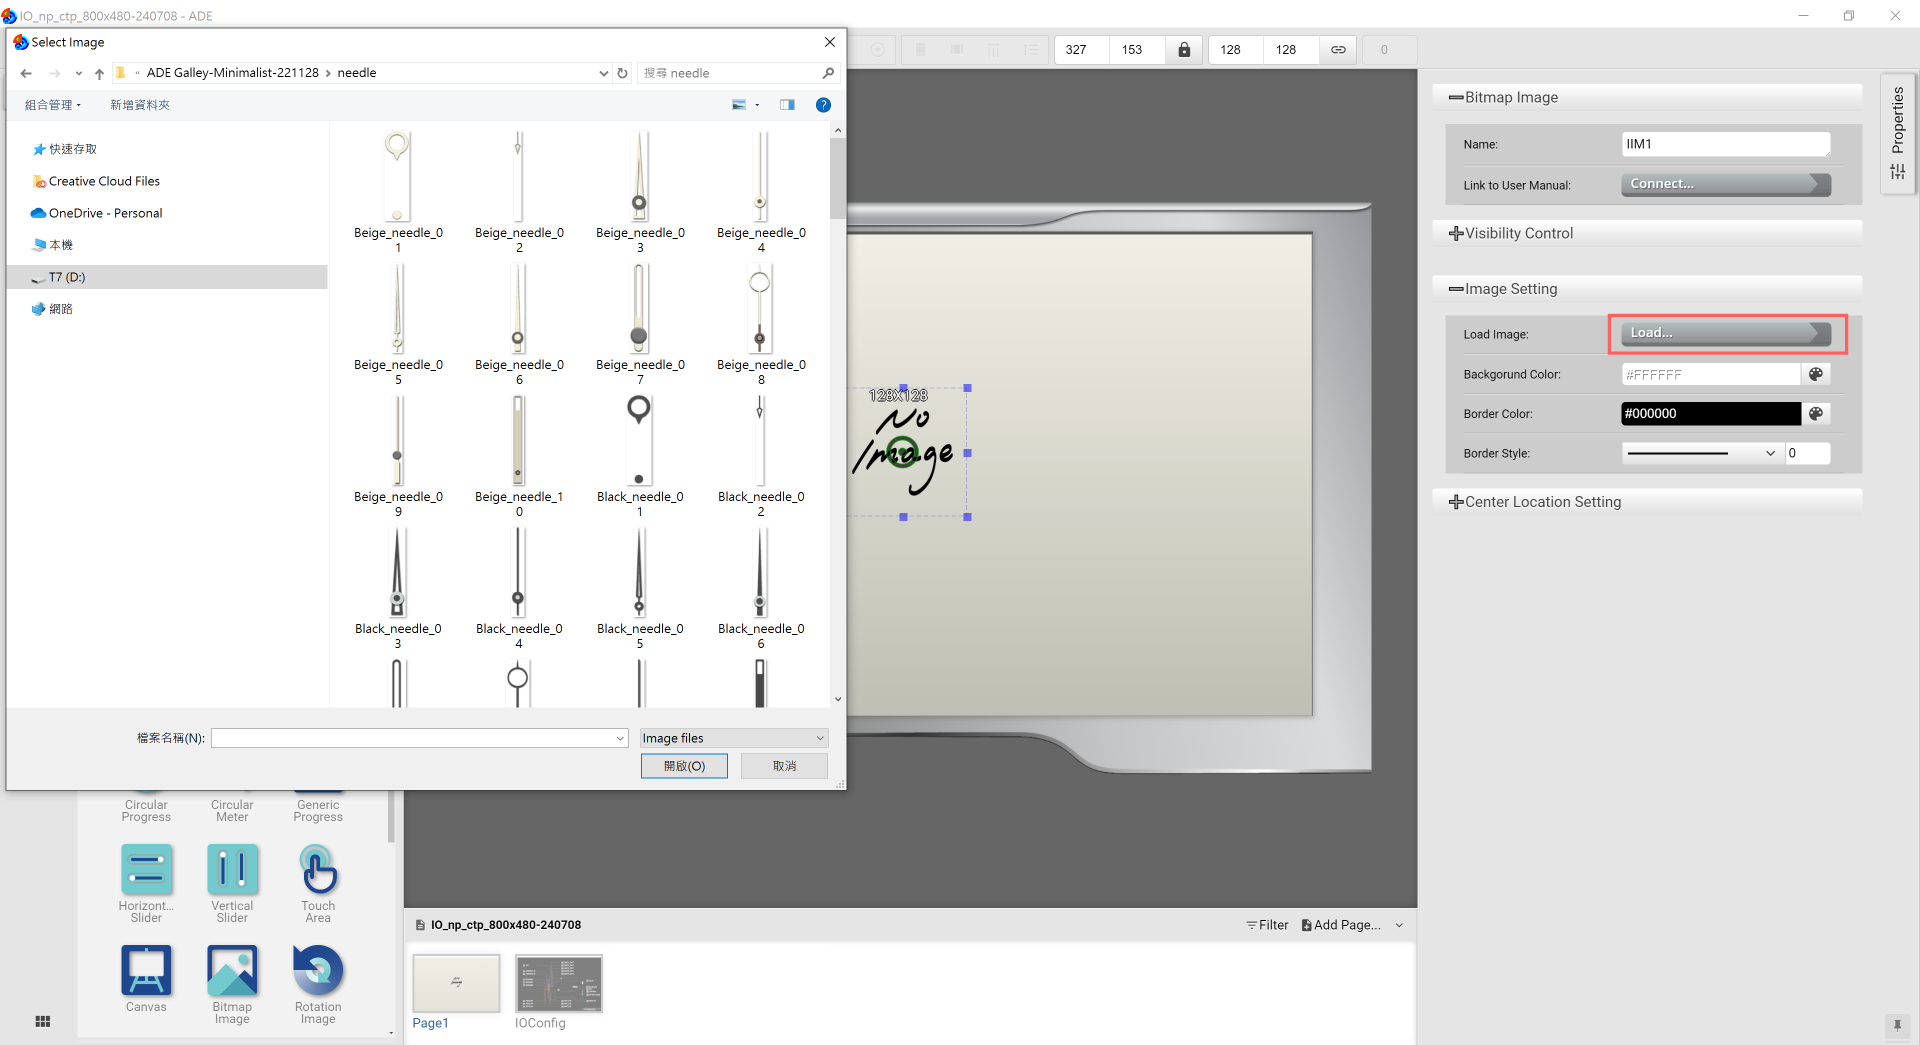 IO_np_ctp_800x480-240708 - ADE
Select Image
« ADE Galley-Minimalist-221128 › needle
搜尋 needle
組合管理
新增資料夾
快速存取
Creative Cloud Files
OneDrive - Personal
本機
T7 (D:)
網路
Beige_needle_01
Beige_needle_02
Beige_needle_03
Beige_needle_04
Beige_needle_05
Beige_needle_06
Beige_needle_07
Beige_needle_08
Beige_needle_09
Beige_needle_10
Black_needle_01
Black_needle_02
Black_needle_03
Black_needle_04
Black_needle_05
Black_needle_06
檔案名稱(N):
Image files
開啟(O)
取消
327
153
128
128
0
128X128
No
Image
Circular Progress
Circular Meter
Generic Progress
Horizont... Slider
Vertical Slider
Touch Area
Canvas
Bitmap Image
Rotation Image
IO_np_ctp_800x480-240708
Filter
Add Page...
Page1
IOConfig
Bitmap Image
Name:
IIM1
Link to User Manual:
Connect...
Visibility Control
Image Setting
Load Image:
Load...
Backgorund Color:
#FFFFFF
Border Color:
#000000
Border Style:
0
Center Location Setting
Properties